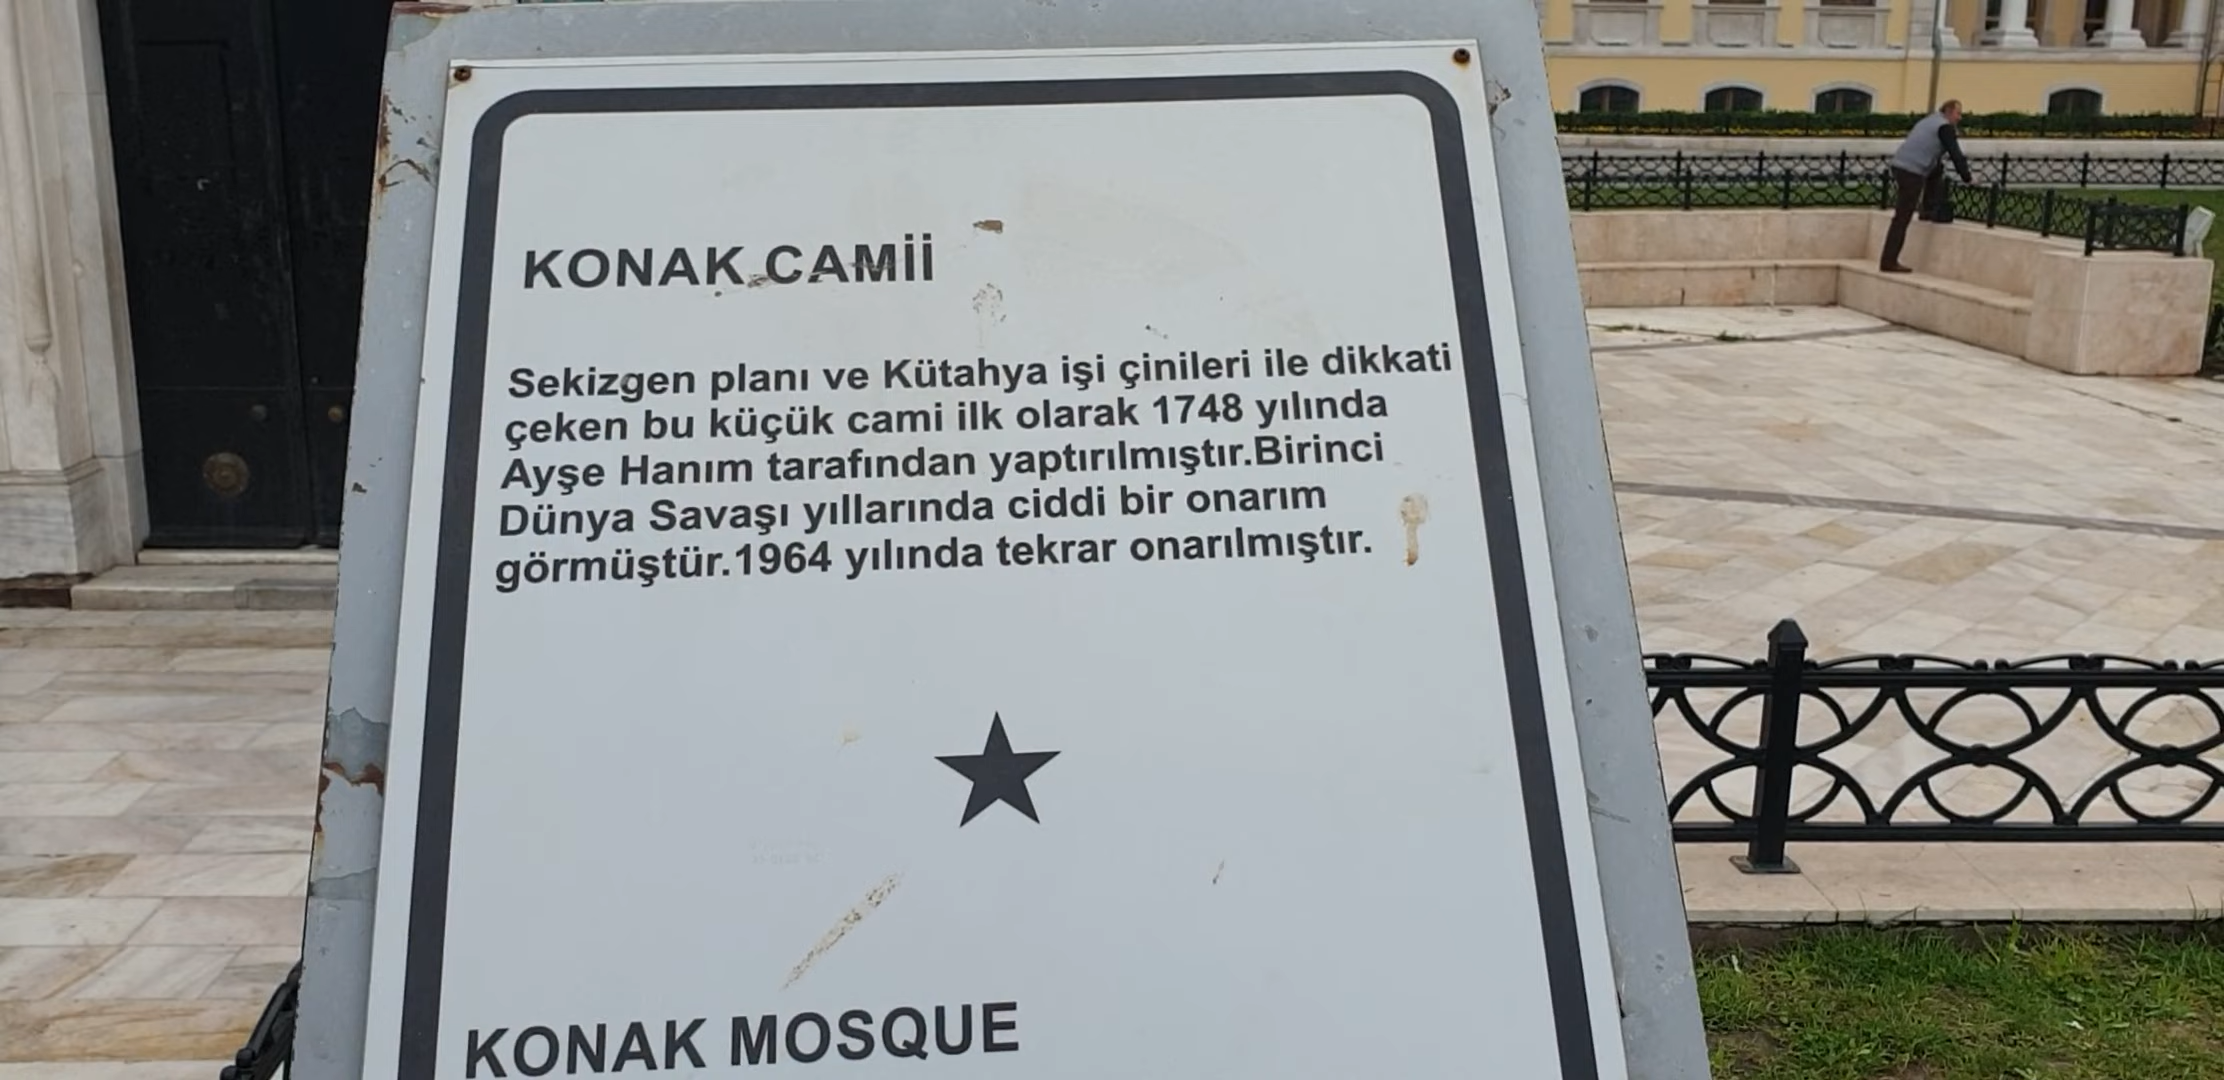 KONAK CAMİİ
Sekizgen planı ve Kütahya işi çinileri ile dikkati
çeken bu küçük cami ilk olarak 1748 yılında
Ayşe Hanım tarafından yaptırılmıştır.Birinci
Dünya Savaşı yıllarında ciddi bir onarım
görmüştür.1964 yılında tekrar onarılmıştır.
KONAK MOSQUE